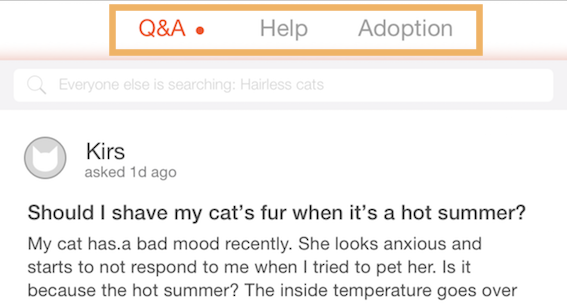 Q&A Help Adoption
Everyone else is searching: Hairless cats
Kirs
asked 1d ago
Should I shave my cat’s fur when it’s a hot summer?
My cat has.a bad mood recently. She looks anxious and
starts to not respond to me when I tried to pet her. Is it
because the hot summer? The inside temperature goes over